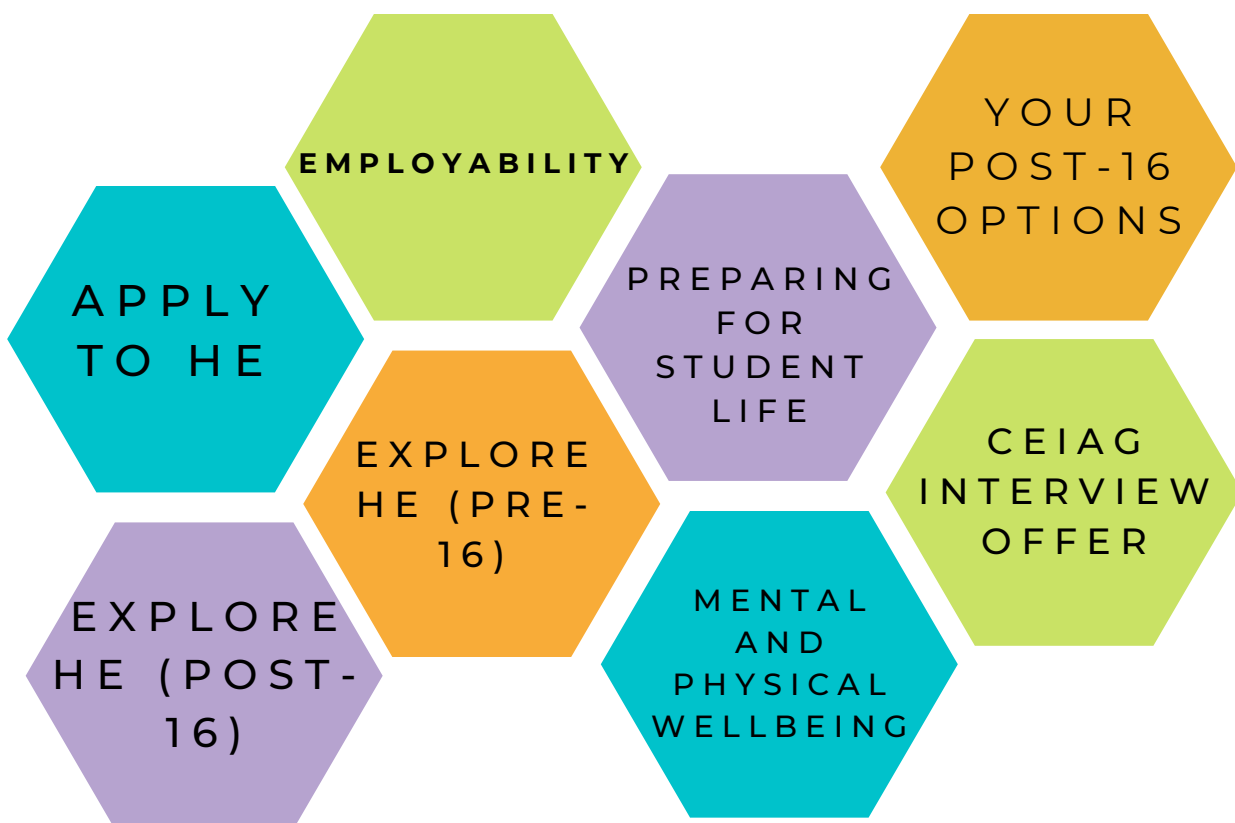 EMPLOYABILITY
YOUR
POST-16
OPTIONS
APPLY
TO HE
PREPARING
FOR
STUDENT
LIFE
EXPLORE
HE (PRE-
16)
CEIAG
INTERVIEW
OFFER
EXPLORE
HE (POST-
16)
MENTAL
AND
PHYSICAL
WELLBEING